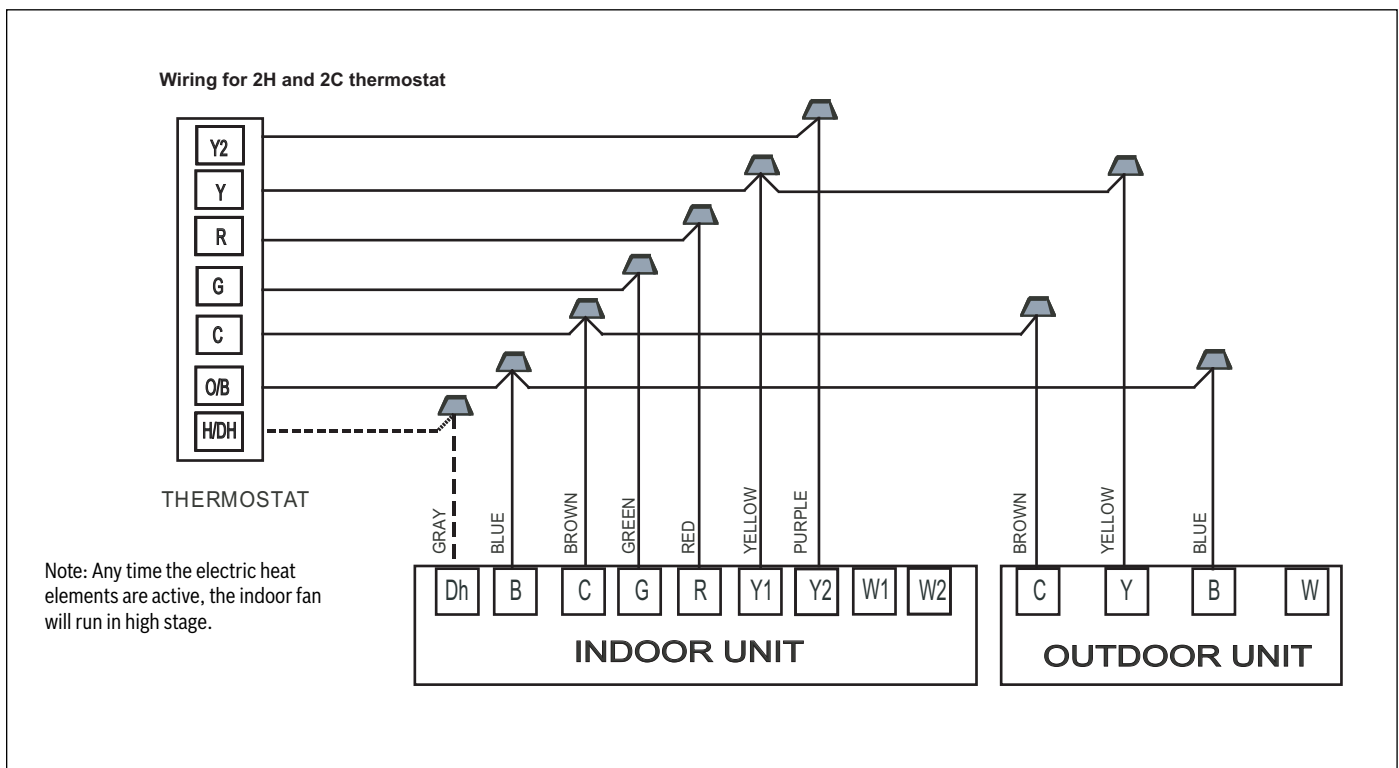 Wiring for 2H and 2C thermostat
Y2
Y
R
G
C
O/B
H/DH
THERMOSTAT
Note: Any time the electric heat
elements are active, the indoor fan
will run in high stage.
GRAY
BLUE
BROWN
GREEN
RED
YELLOW
PURPLE
Dh B C G R Y1 Y2 W1 W2
INDOOR UNIT
BROWN
YELLOW
BLUE
C Y B W
OUTDOOR UNIT